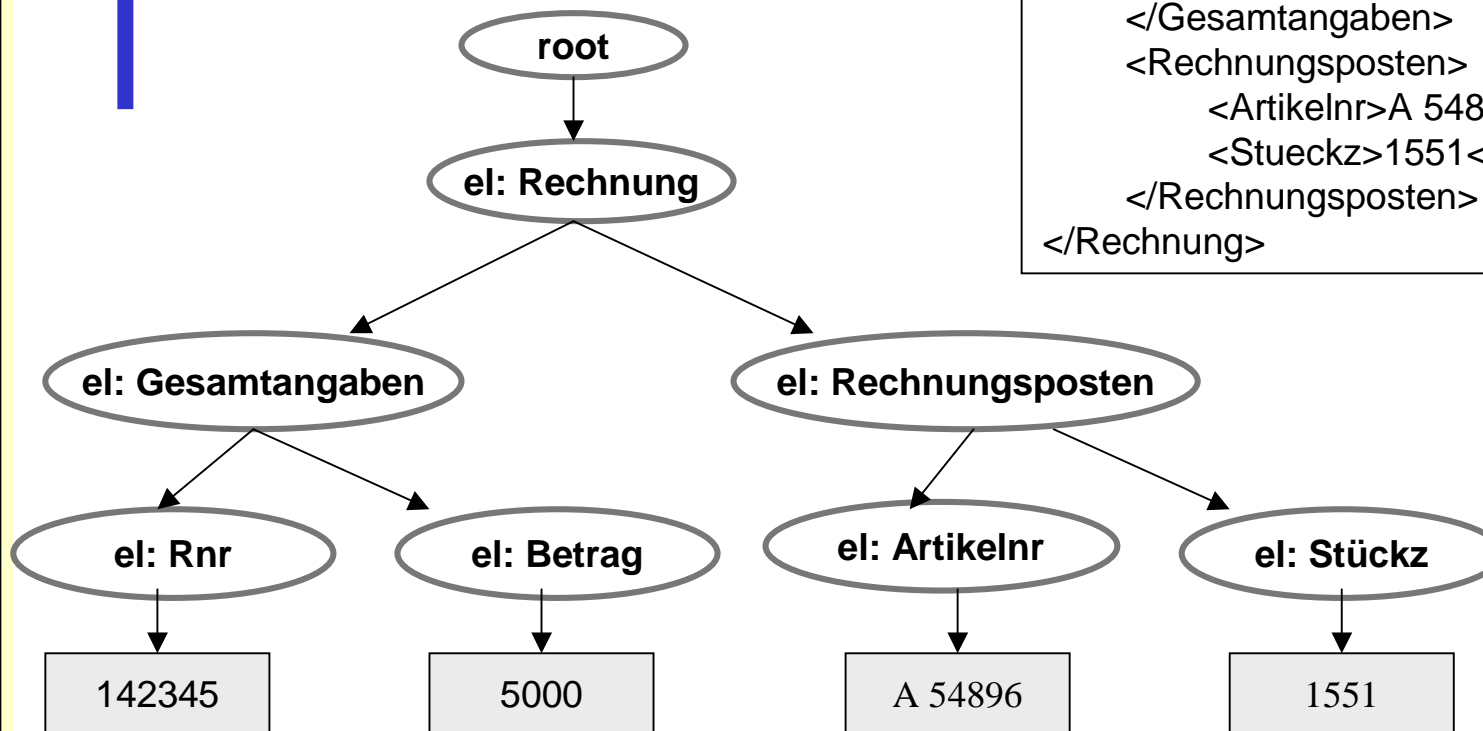 </Gesamtangaben>
<Rechnungsposten>
<Artikelnr>A 548
<Stueckz>1551<
</Rechnungsposten>
</Rechnung>
root
el: Rechnung
el: Gesamtangaben
el: Rechnungsposten
el: Rnr
el: Betrag
el: Artikelnr
el: Stückz
142345
5000
A 54896
1551